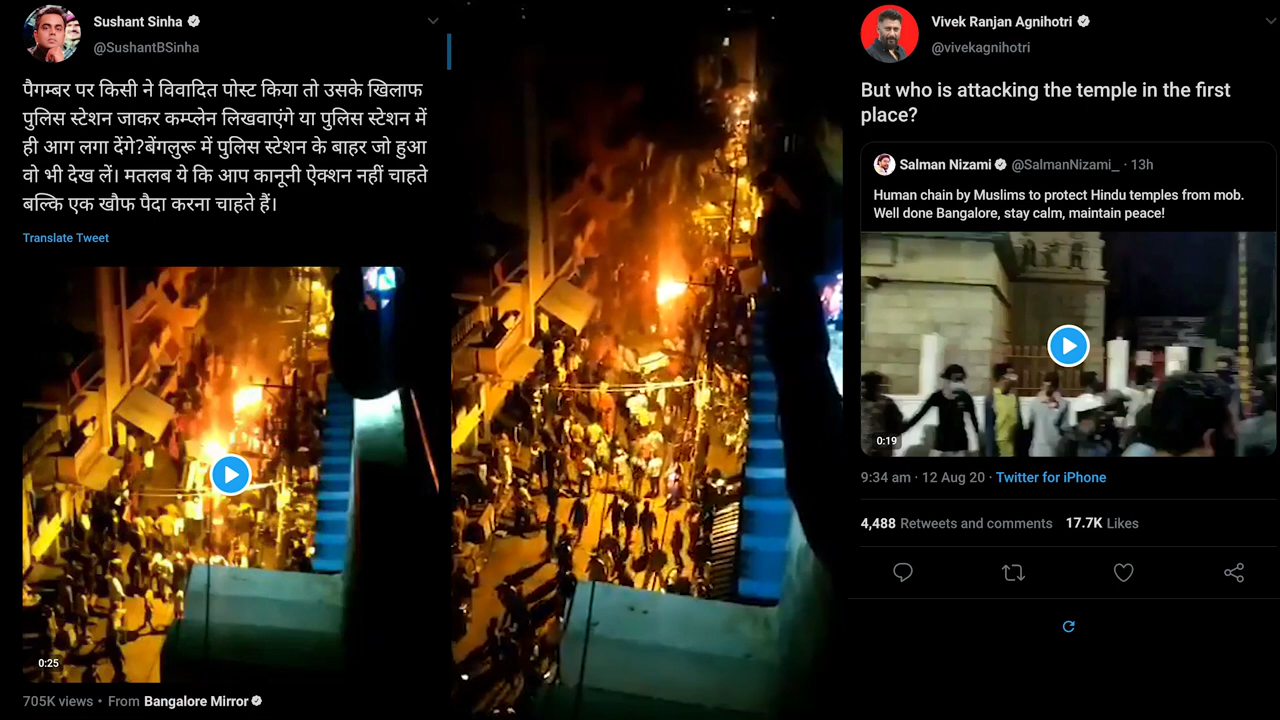 Sushant Sinha
@SushantBSinha
पैगम्बर पर किसी ने विवादित पोस्ट किया तो उसके खिलाफ
पुलिस स्टेशन जाकर कम्प्लेन लिखवाएंगे या पुलिस स्टेशन में
ही आग लगा देंगे?बेंगलुरू में पुलिस स्टेशन के बाहर जो हुआ
वो भी देख लें। मतलब ये कि आप कानूनी ऐक्शन नहीं चाहते
बल्कि एक खौफ पैदा करना चाहते हैं।
Translate Tweet
0:25
705K views · From Bangalore Mirror
Vivek Ranjan Agnihotri
@vivekagnihotri
But who is attacking the temple in the first
place?
Salman Nizami @SalmanNizami_ · 13h
Human chain by Muslims to protect Hindu temples from mob.
Well done Bangalore, stay calm, maintain peace!
0:19
9:34 am · 12 Aug 20 · Twitter for iPhone
4,488 Retweets and comments 17.7K Likes